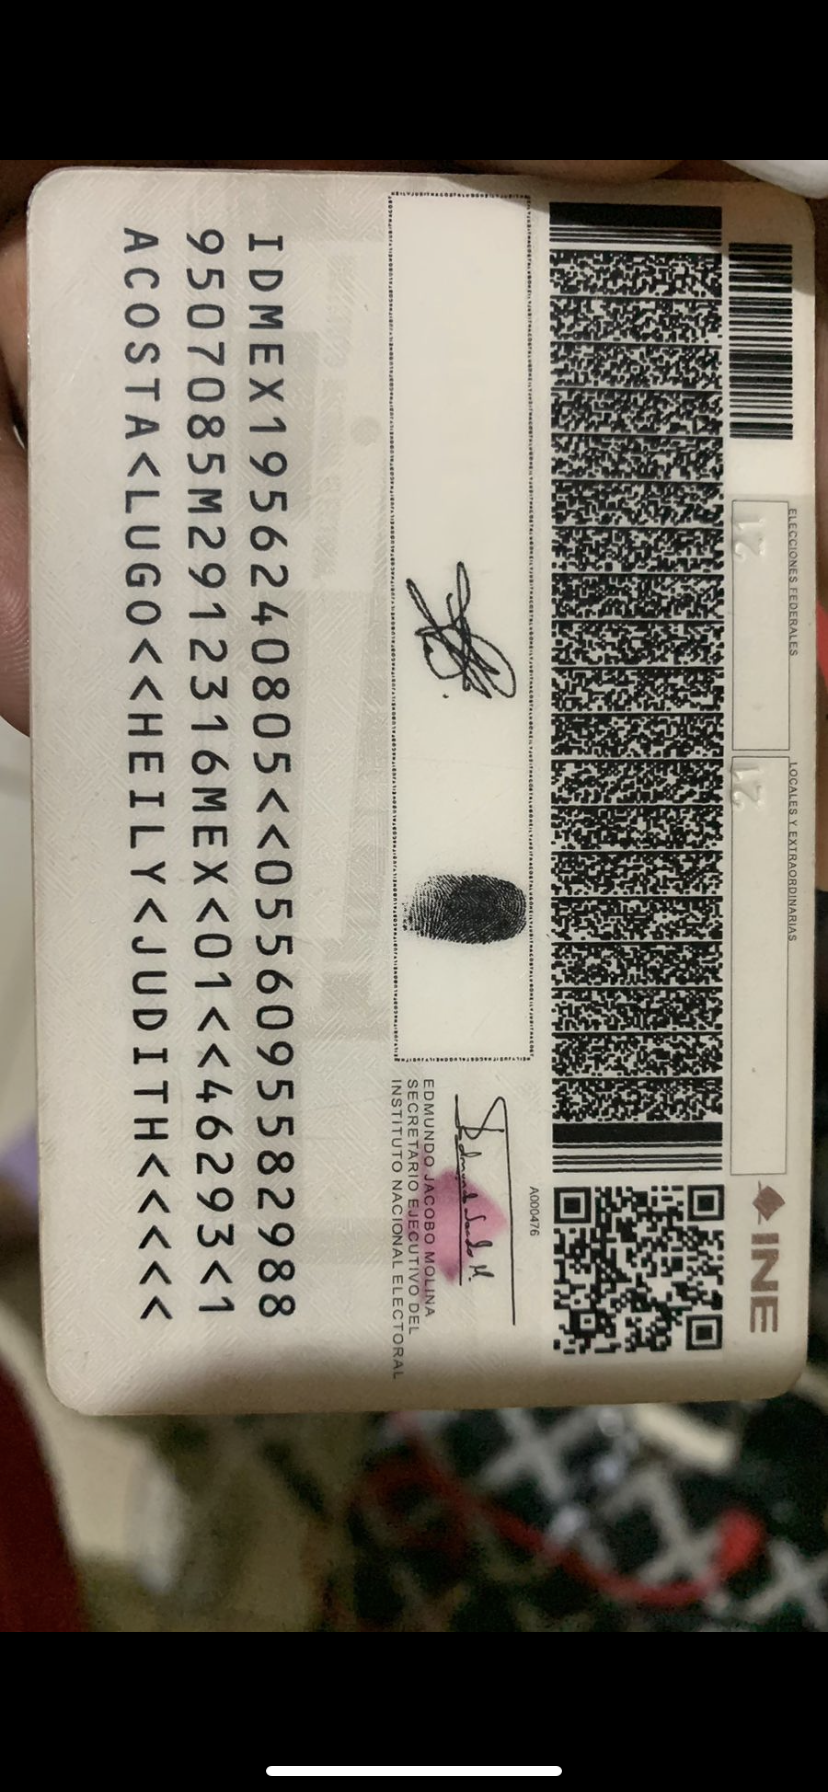 ELECCIONES FEDERALES
LOCALES Y EXTRAORDINARIAS
INE
21
21
A000476
EDMUNDO JACOBO MOLINA
SECRETARIO EJECUTIVO DEL
INSTITUTO NACIONAL ELECTORAL
IDMEX1956240805<<0556095582988
9507085M2912316MEX<01<<46293<1
ACOSTA<LUGO<<HEILY<JUDITH<<<<<